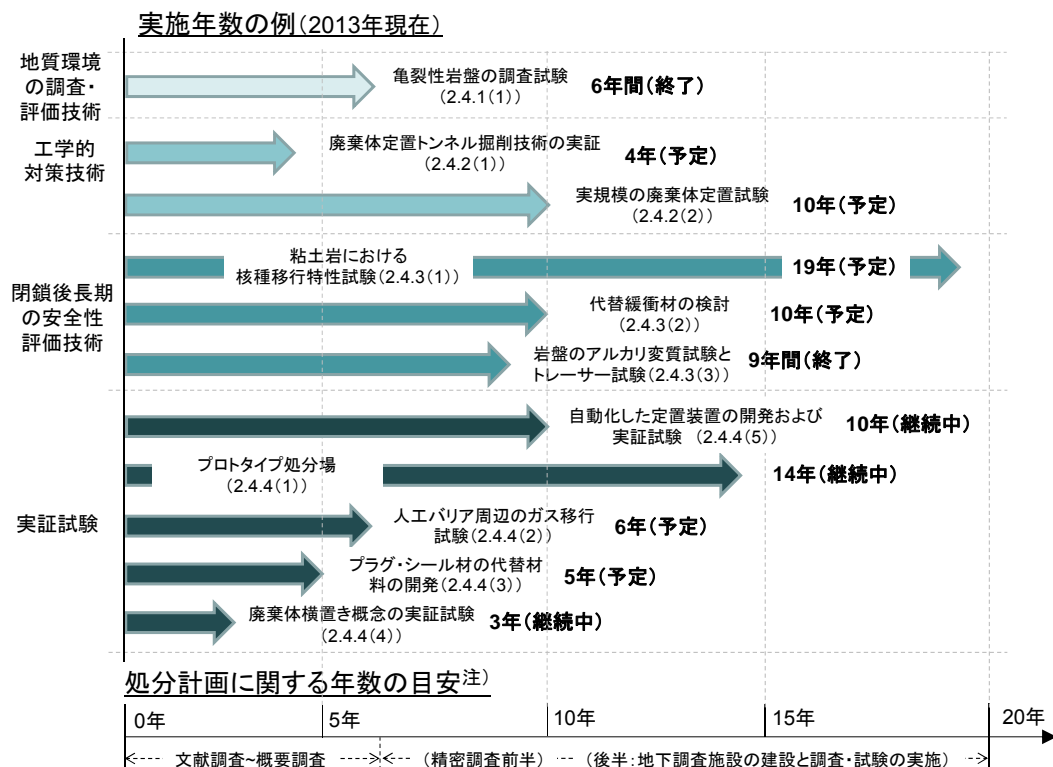 実施年数の例(2013年現在)
地質環境
の調査・
評価技術
亀裂性岩盤の調査試験
(2.4.1(1))
6年間(終了)
工学的
対策技術
廃棄体定置トンネル掘削技術の実証
(2.4.2(1))
4年(予定)
実規模の廃棄体定置試験
(2.4.2(2))
10年(予定)
閉鎖後長期
の安全性
評価技術
粘土岩における
核種移行特性試験(2.4.3(1))
19年(予定)
代替緩衝材の検討
(2.4.3(2))
10年(予定)
岩盤のアルカリ変質試験と
トレーサー試験(2.4.3(3))
9年間(終了)
実証試験
自動化した定置装置の開発および
実証試験 (2.4.4(5))
10年(継続中)
プロトタイプ処分場
(2.4.4(1))
14年(継続中)
人工バリア周辺のガス移行
試験(2.4.4(2))
6年(予定)
プラグ・シール材の代替材
料の開発(2.4.4(3))
5年(予定)
廃棄体横置き概念の実証試験
(2.4.4(4))
3年(継続中)
処分計画に関する年数の目安注)
0年 5年 10年 15年 20年
文献調査~概要調査 (精密調査前半) (後半:地下調査施設の建設と調査・試験の実施)